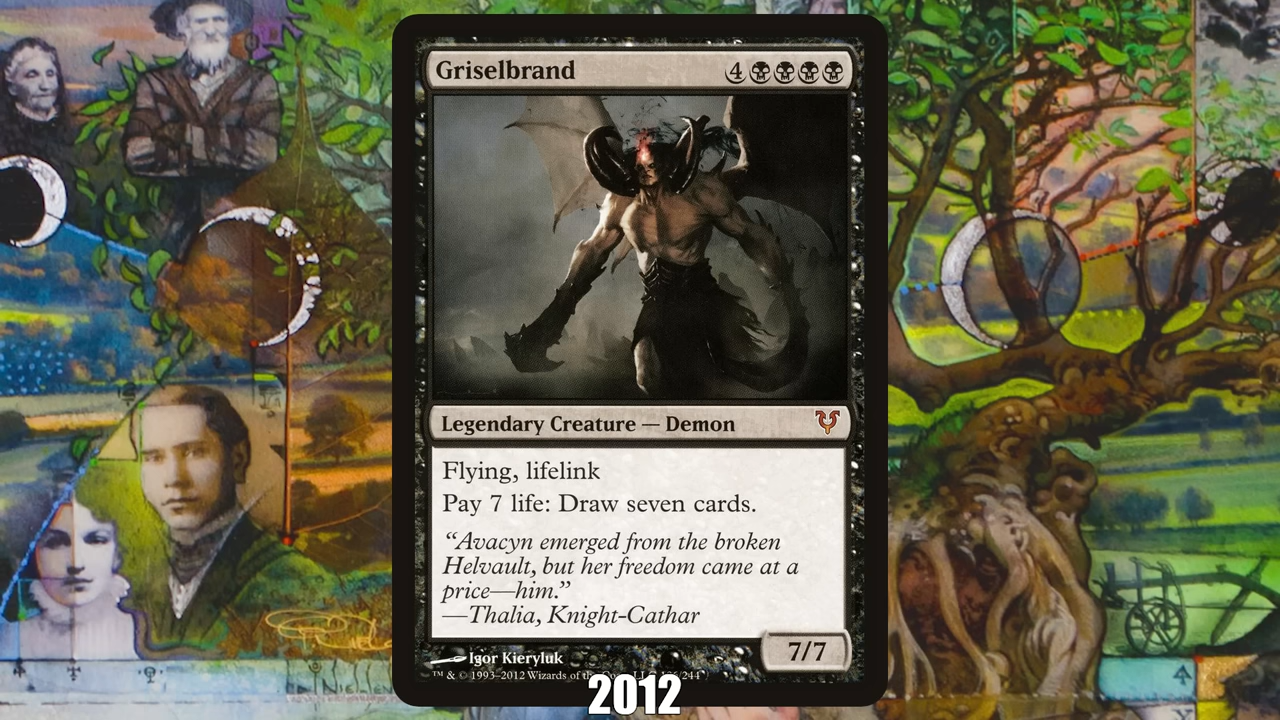 Griselbrand 4
Legendary Creature — Demon
Flying, lifelink
Pay 7 life: Draw seven cards.
“Avacyn emerged from the broken
Helvault, but her freedom came at a
price—him.”
—Thalia, Knight-Cathar
7/7
Igor Kieryluk
™ & © 1993–2012 Wizards of the
2012